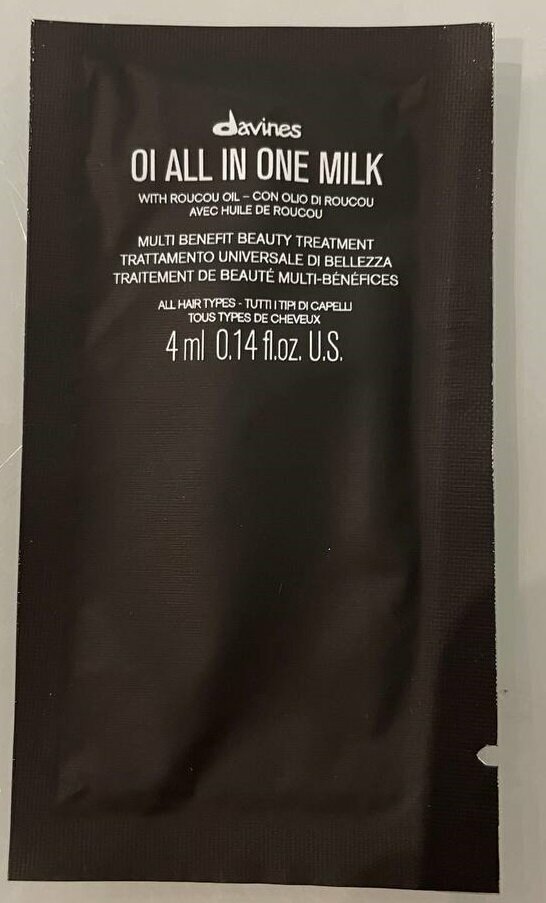 davines
OI ALL IN ONE MILK
WITH ROUCOU OIL – CON OLIO DI ROUCOU
AVEC HUILE DE ROUCOU
MULTI BENEFIT BEAUTY TREATMENT
TRATTAMENTO UNIVERSALE DI BELLEZZA
TRAITEMENT DE BEAUTÉ MULTI-BÉNÉFICES
ALL HAIR TYPES - TUTTI I TIPI DI CAPELLI
TOUS TYPES DE CHEVEUX
4 ml 0.14 fl.oz. U.S.